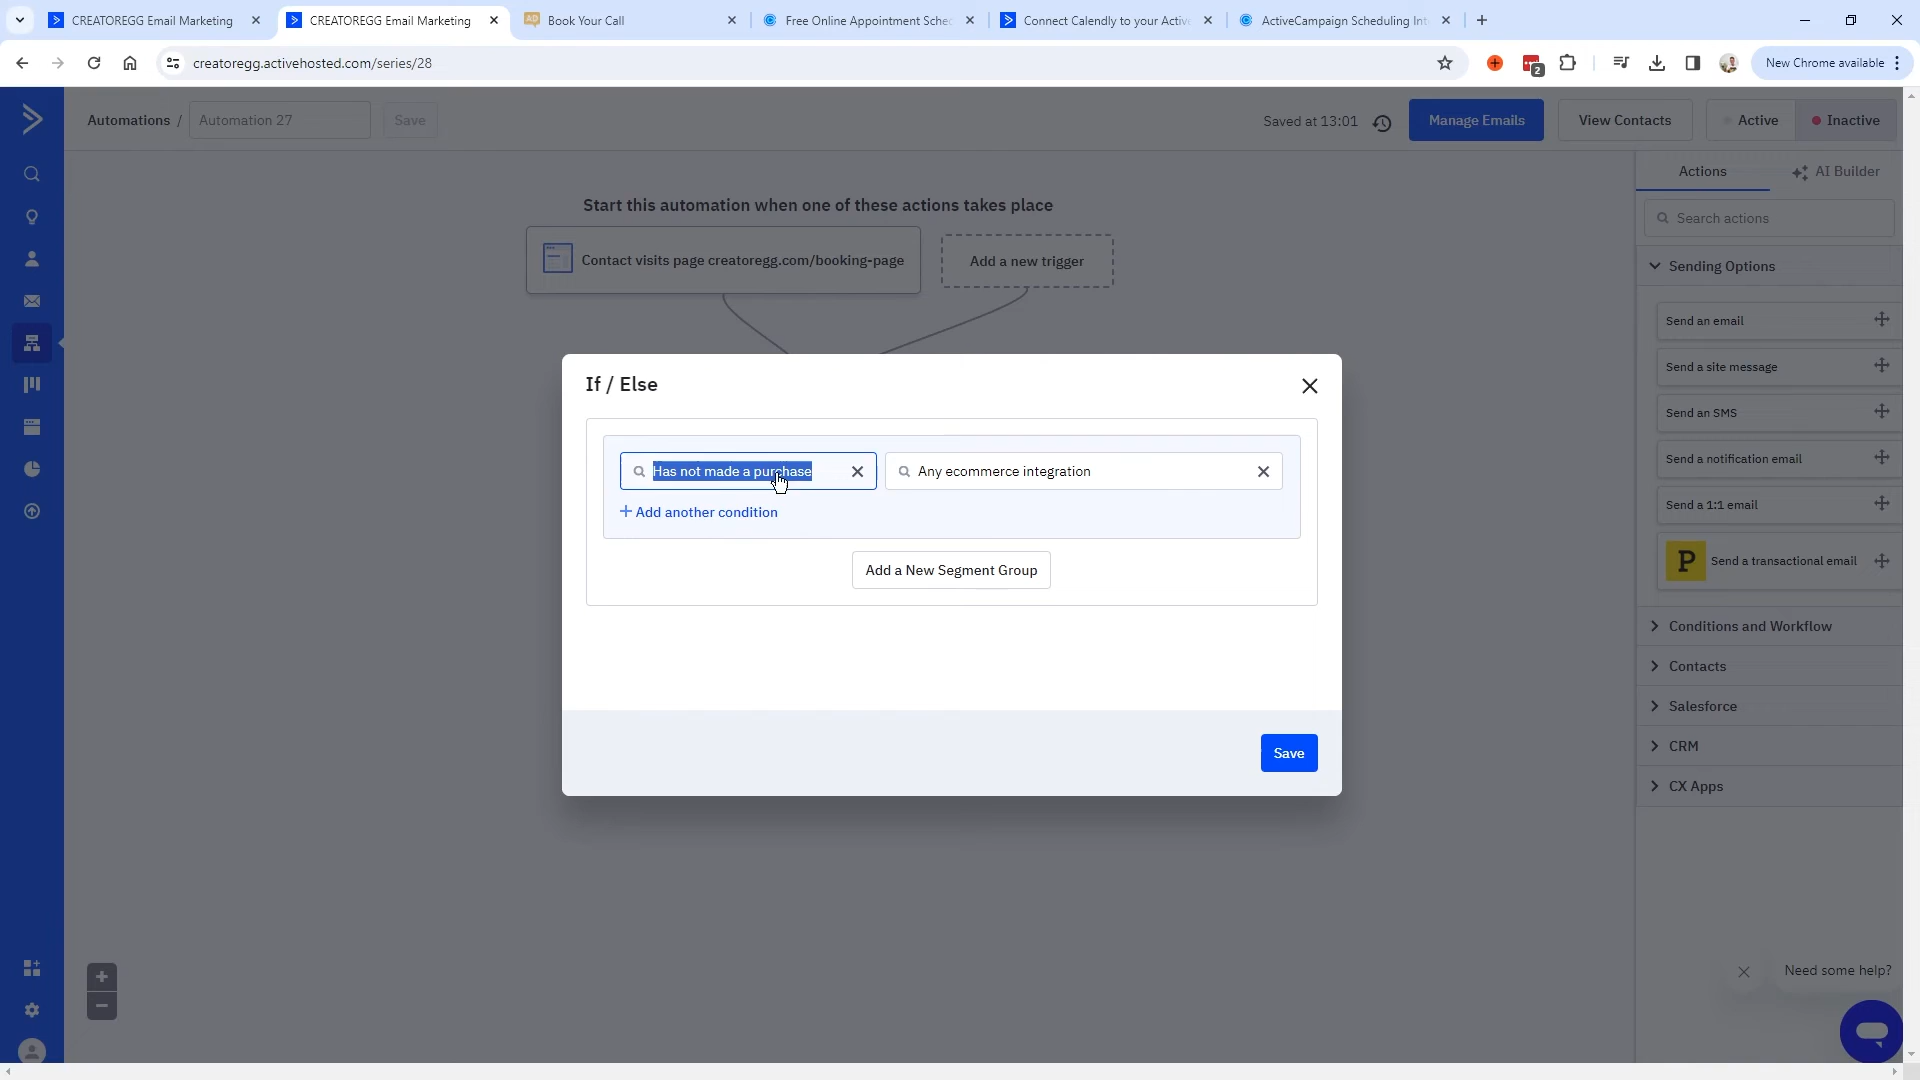 CREATOREGG Email Marketing
CREATOREGG Email Marketing
AD
Book Your Call
Free Online Appointment Sche
Connect Calendly to your Activ
ActiveCampaign Scheduling Int
creatoregg.activehosted.com/series/28
2
New Chrome available
Automations / Automation 27
Save
Saved at 13:01
Manage Emails
View Contacts
Active
Inactive
Start this automation when one of these actions takes place
Contact visits page creatoregg.com/booking-page
Add a new trigger
If / Else
Has not made a purchase
Any ecommerce integration
Add another condition
Add a New Segment Group
Save
Actions
AI Builder
Search actions
Sending Options
Send an email
Send a site message
Send an SMS
Send a notification email
Send a 1:1 email
P
Send a transactional email
Conditions and Workflow
Contacts
Salesforce
CRM
CX Apps
Need some help?